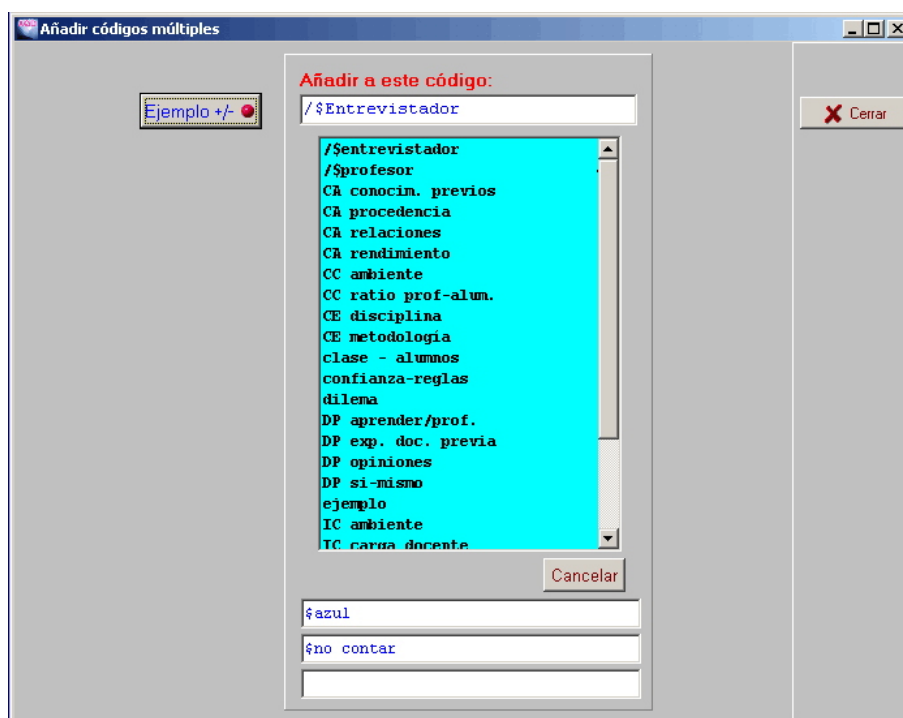 Añadir códigos múltiples
Ejemplo +/-
Añadir a este código:
/$Entrevistador
/$entrevistador
/$profesor
CA conocim. previos
CA procedencia
CA relaciones
CA rendimiento
CC ambiente
CC ratio prof-alum.
CE disciplina
CE metodología
clase - alumnos
confianza-reglas
dilema
DP aprender/prof.
DP exp. doc. previa
DP opiniones
DP si-mismo
ejemplo
IC ambiente
IC carga docente
Cancelar
$azul
$no contar
Cerrar